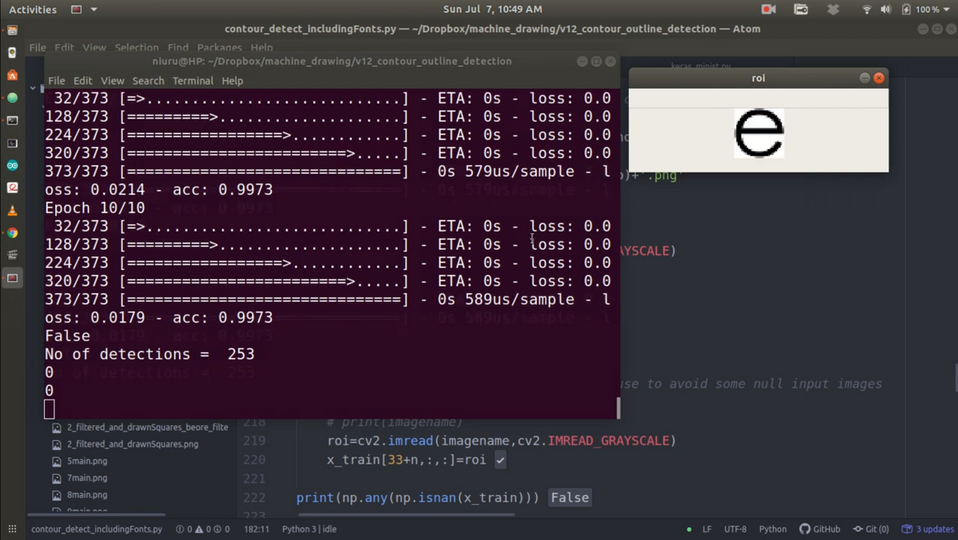 Activities
Sun Jul 7, 10:49 AM
100 %
contour_detect_includingFonts.py — ~/Dropbox/machine_drawing/v12_contour_outline_detection — Atom
File Edit View Selection Find Packages Help
niuru@HP: ~/Dropbox/machine_drawing/v12_contour_outline_detection
File Edit View Search Terminal Help
32/373 [=>............................] - ETA: 0s - loss: 0.0
128/373 [=========>....................] - ETA: 0s - loss: 0.0
224/373 [=================>............] - ETA: 0s - loss: 0.0
320/373 [========================>.....] - ETA: 0s - loss: 0.0
373/373 [==============================] - 0s 579us/sample - l
oss: 0.0214 - acc: 0.9973
Epoch 10/10
32/373 [=>............................] - ETA: 0s - loss: 0.0
128/373 [=========>....................] - ETA: 0s - loss: 0.0
224/373 [=================>............] - ETA: 0s - loss: 0.0
320/373 [========================>.....] - ETA: 0s - loss: 0.0
373/373 [==============================] - 0s 589us/sample - l
oss: 0.0179 - acc: 0.9973
False
No of detections = 253
0
0
roi
e
)+'.png'
AYSCALE)
use to avoid some null input images
2_filtered_and_drawnSquares_beore_filte
2_filtered_and_drawnSquares.png
5main.png
7main.png
8main.png
218 # print(imagename)
219 roi=cv2.imread(imagename,cv2.IMREAD_GRAYSCALE)
220 x_train[33+n,:,:]=roi
221
222 print(np.any(np.isnan(x_train))) False
contour_detect_includingFonts.py 0 0 0 182:11 Python 3 | idle
LF UTF-8 Python GitHub Git (0) 3 updates